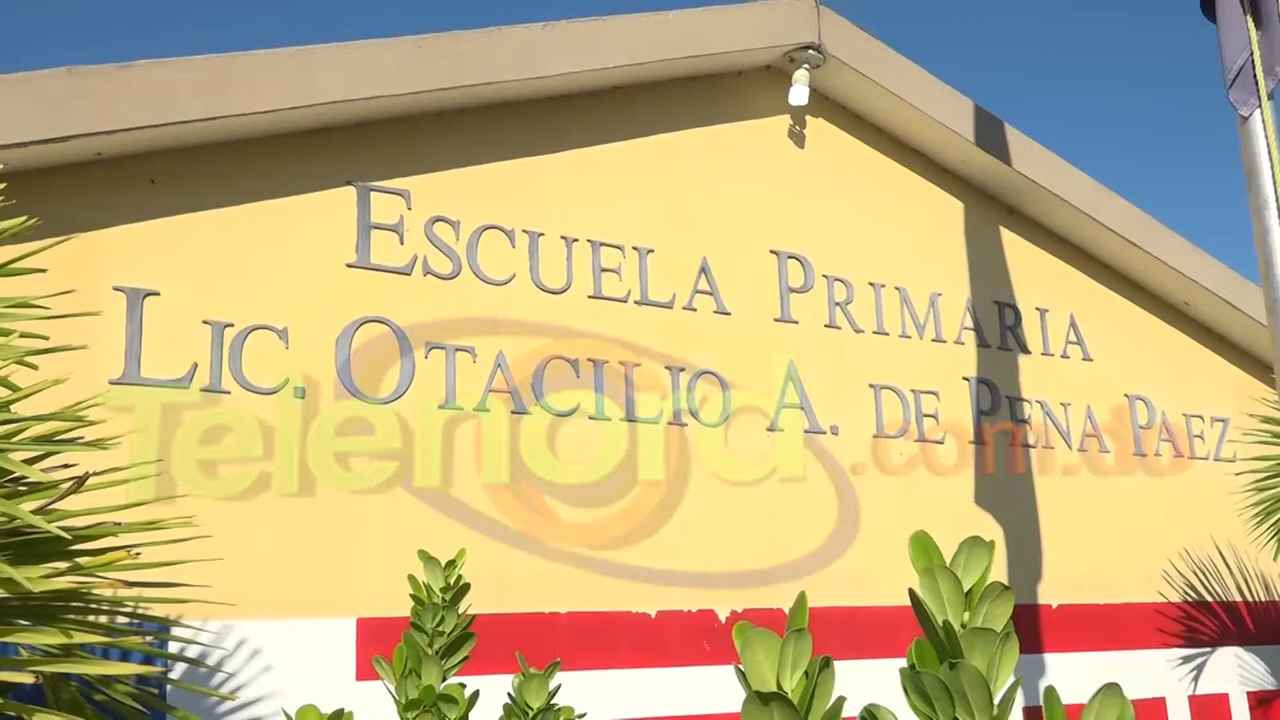 ESCUELA PRIMARIA
LIC. OTACILIO A. DE PENA PAEZ
Telenord.com.do